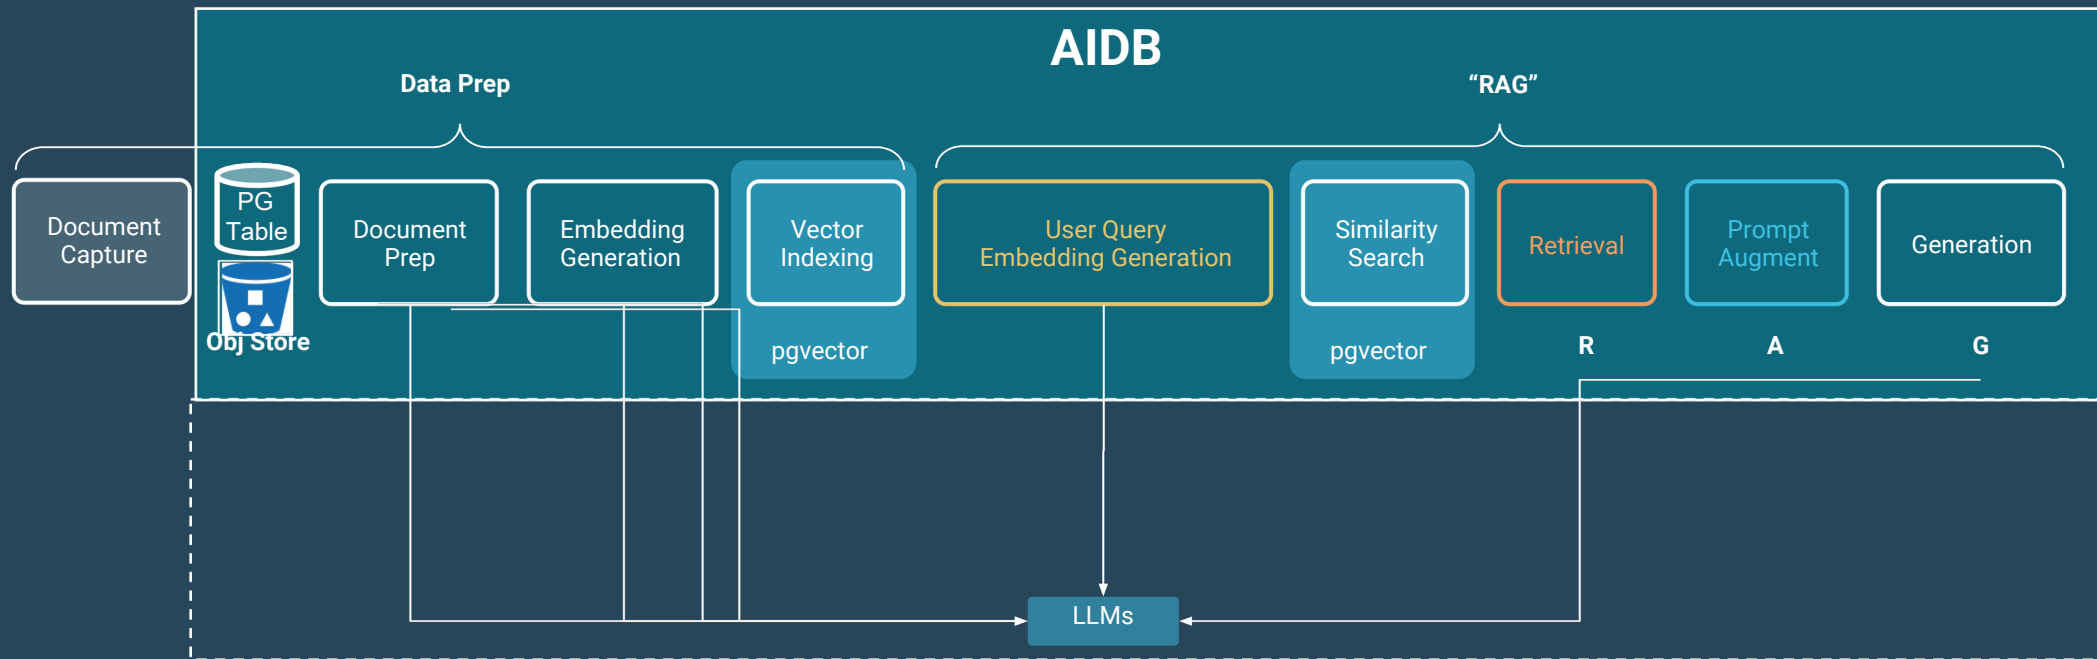 AIDB
Data Prep
“RAG”
Document
Capture
PG
Table
Obj Store
Document
Prep
Embedding
Generation
Vector
Indexing
pgvector
User Query
Embedding Generation
Similarity
Search
pgvector
Retrieval
R
Prompt
Augment
A
Generation
G
LLMs